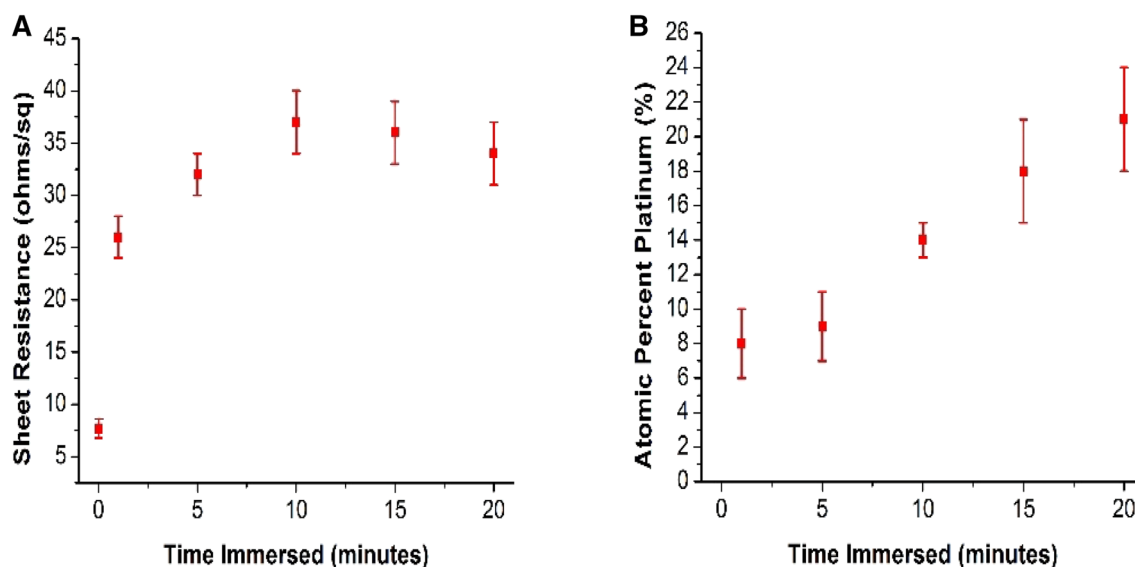 A
45
40
35
30
25
20
15
10
5
0 5 10 15 20
Sheet Resistance (ohms/sq)
Time Immersed (minutes)
B
26
24
22
20
18
16
14
12
10
8
6
4
2
0
0 5 10 15 20
Atomic Percent Platinum (%)
Time Immersed (minutes)